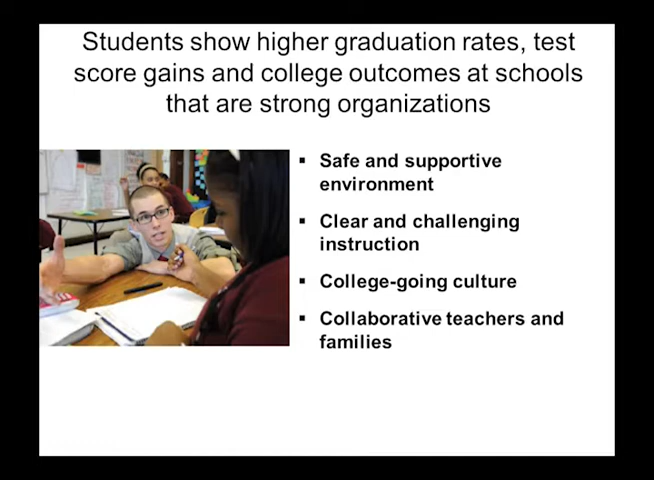 Students show higher graduation rates, test
score gains and college outcomes at schools
that are strong organizations
▪ Safe and supportive
environment
▪ Clear and challenging
instruction
▪ College-going culture
▪ Collaborative teachers and
families